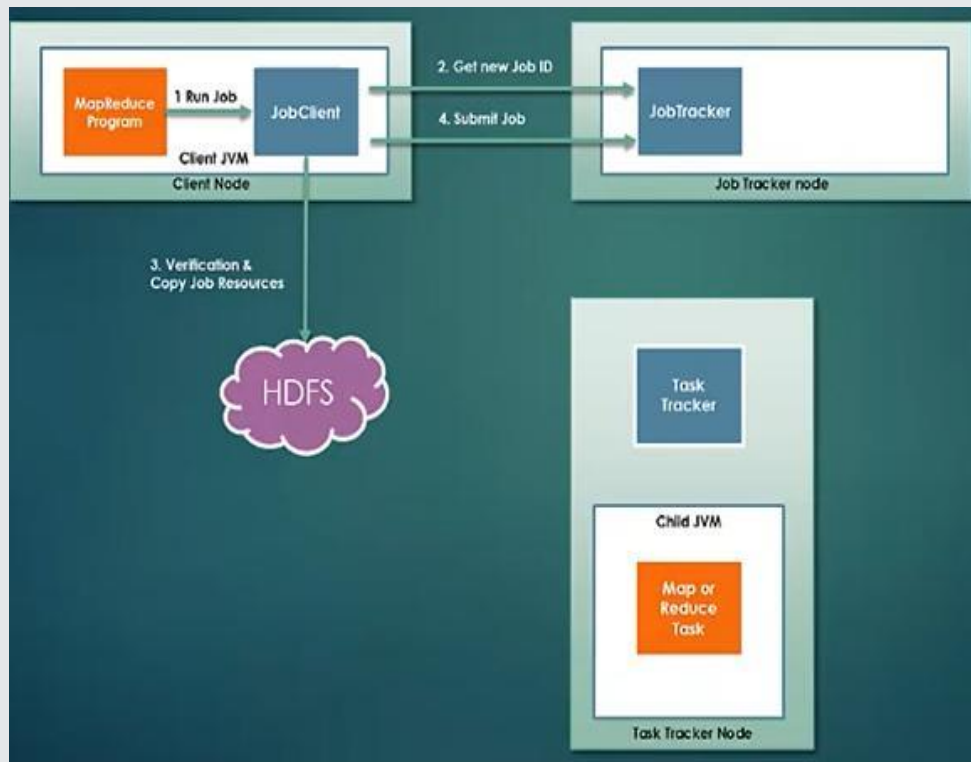 MapReduce
Program
1 Run Job
JobClient
Client JVM
Client Node
2. Get new Job ID
4. Submit Job
JobTracker
Job Tracker node
3. Verification &
Copy Job Resources
HDFS
Task
Tracker
Child JVM
Map or
Reduce
Task
Task Tracker Node